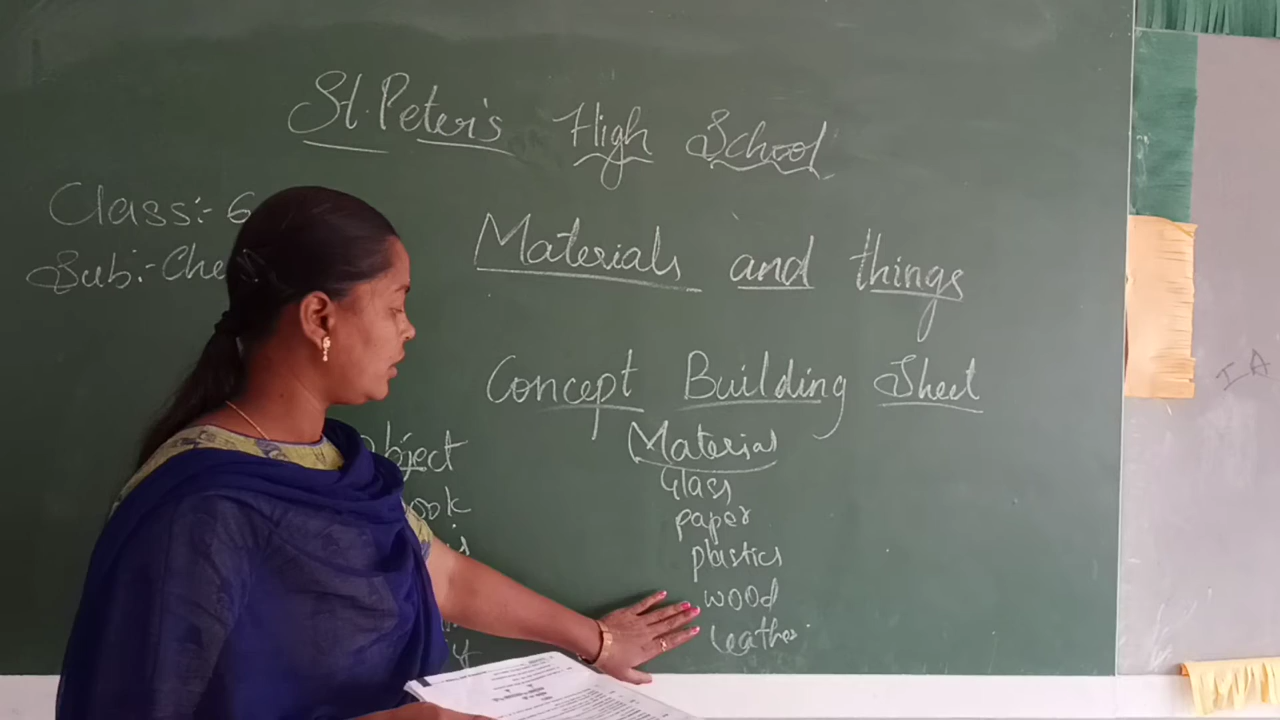 St. Peter's High School
Class:- 6
Sub:- Che
Materials and things
Concept Building Sheet
Object Material
Glass
ook paper
plastics
wood
leather
I A